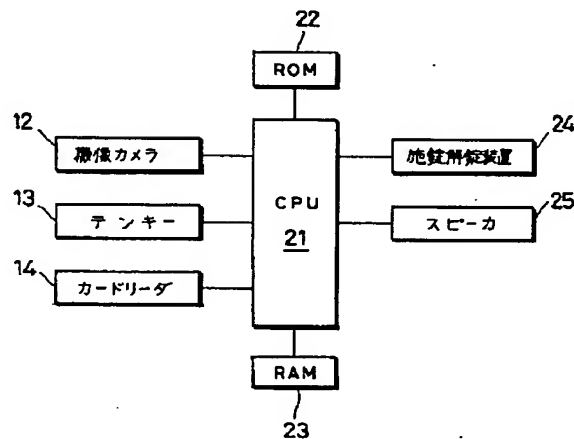 22
ROM
12
撮像カメラ
24
施錠解錠装置
CPU
21
13
テンキー
25
スピーカ
14
カードリーダ
RAM
23